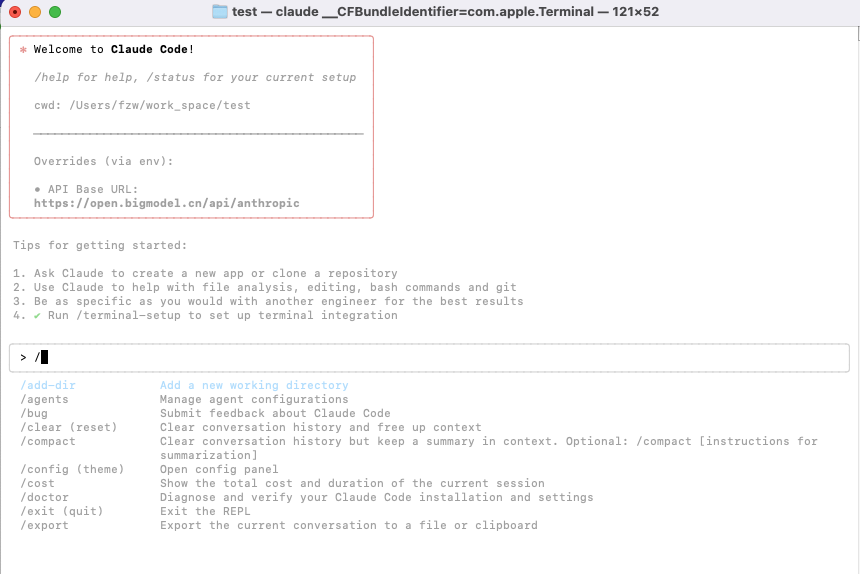 test — claude __CFBundleIdentifier=com.apple.Terminal — 121×52
✻ Welcome to Claude Code!
/help for help, /status for your current setup
cwd: /Users/fzw/work_space/test
Overrides (via env):
• API Base URL:
https://open.bigmodel.cn/api/anthropic
Tips for getting started:
1. Ask Claude to create a new app or clone a repository
2. Use Claude to help with file analysis, editing, bash commands and git
3. Be as specific as you would with another engineer for the best results
4. ✔ Run /terminal-setup to set up terminal integration
> /
/add-dir Add a new working directory
/agents Manage agent configurations
/bug Submit feedback about Claude Code
/clear (reset) Clear conversation history and free up context
/compact Clear conversation history but keep a summary in context. Optional: /compact [instructions for
summarization]
/config (theme) Open config panel
/cost Show the total cost and duration of the current session
/doctor Diagnose and verify your Claude Code installation and settings
/exit (quit) Exit the REPL
/export Export the current conversation to a file or clipboard